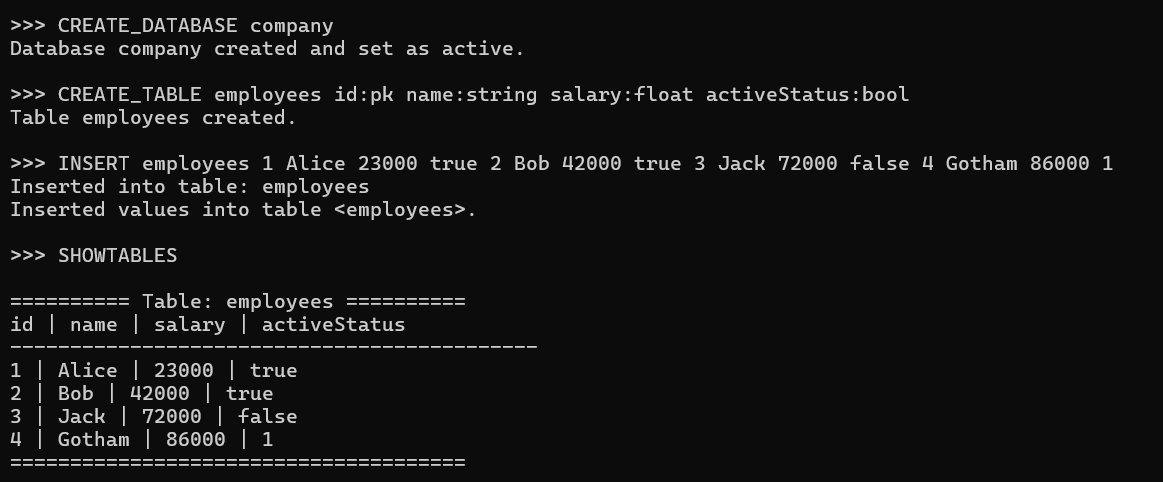 >>> CREATE_DATABASE company
Database company created and set as active.
>>> CREATE_TABLE employees id:pk name:string salary:float activeStatus:bool
Table employees created.
>>> INSERT employees 1 Alice 23000 true 2 Bob 42000 true 3 Jack 72000 false 4 Gotham 86000 1
Inserted into table: employees
Inserted values into table <employees>.
>>> SHOWTABLES
========== Table: employees ==========
id | name | salary | activeStatus
--------------------------------------------
1 | Alice | 23000 | true
2 | Bob | 42000 | true
3 | Jack | 72000 | false
4 | Gotham | 86000 | 1
======================================